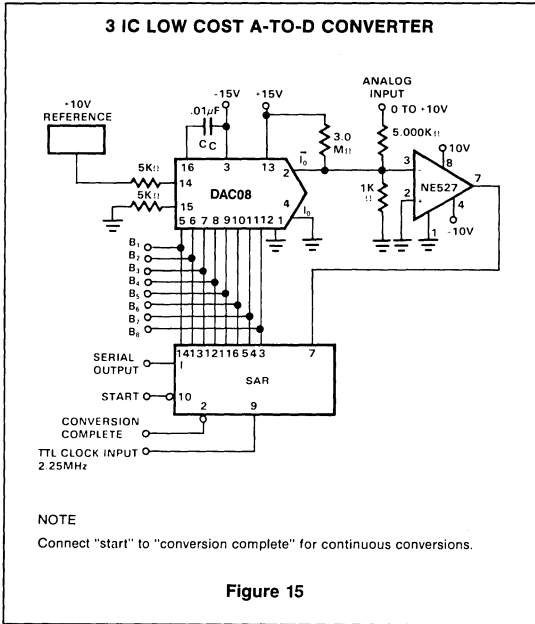 3 IC LOW COST A-TO-D CONVERTER
-15V
+15V
ANALOG
INPUT
0 TO +10V
+10V
REFERENCE
.01µF
CC
3.0
MΩ
5.000KΩ
10V
8
16
3
13
2
I0
3
-
7
5KΩ
14
DAC08
1K
Ω
2
+
NE527
5KΩ
15
4
I0
4
-10V
1
5 6 7 8 9 10 11 12 1
B1
B2
B3
B4
B5
B6
B7
B8
14 13 12 11 16 5 4 3
7
SERIAL
OUTPUT
1
SAR
START
10
2
9
CONVERSION
COMPLETE
TTL CLOCK INPUT
2.25MHz
NOTE
Connect "start" to "conversion complete" for continuous conversions.
Figure 15